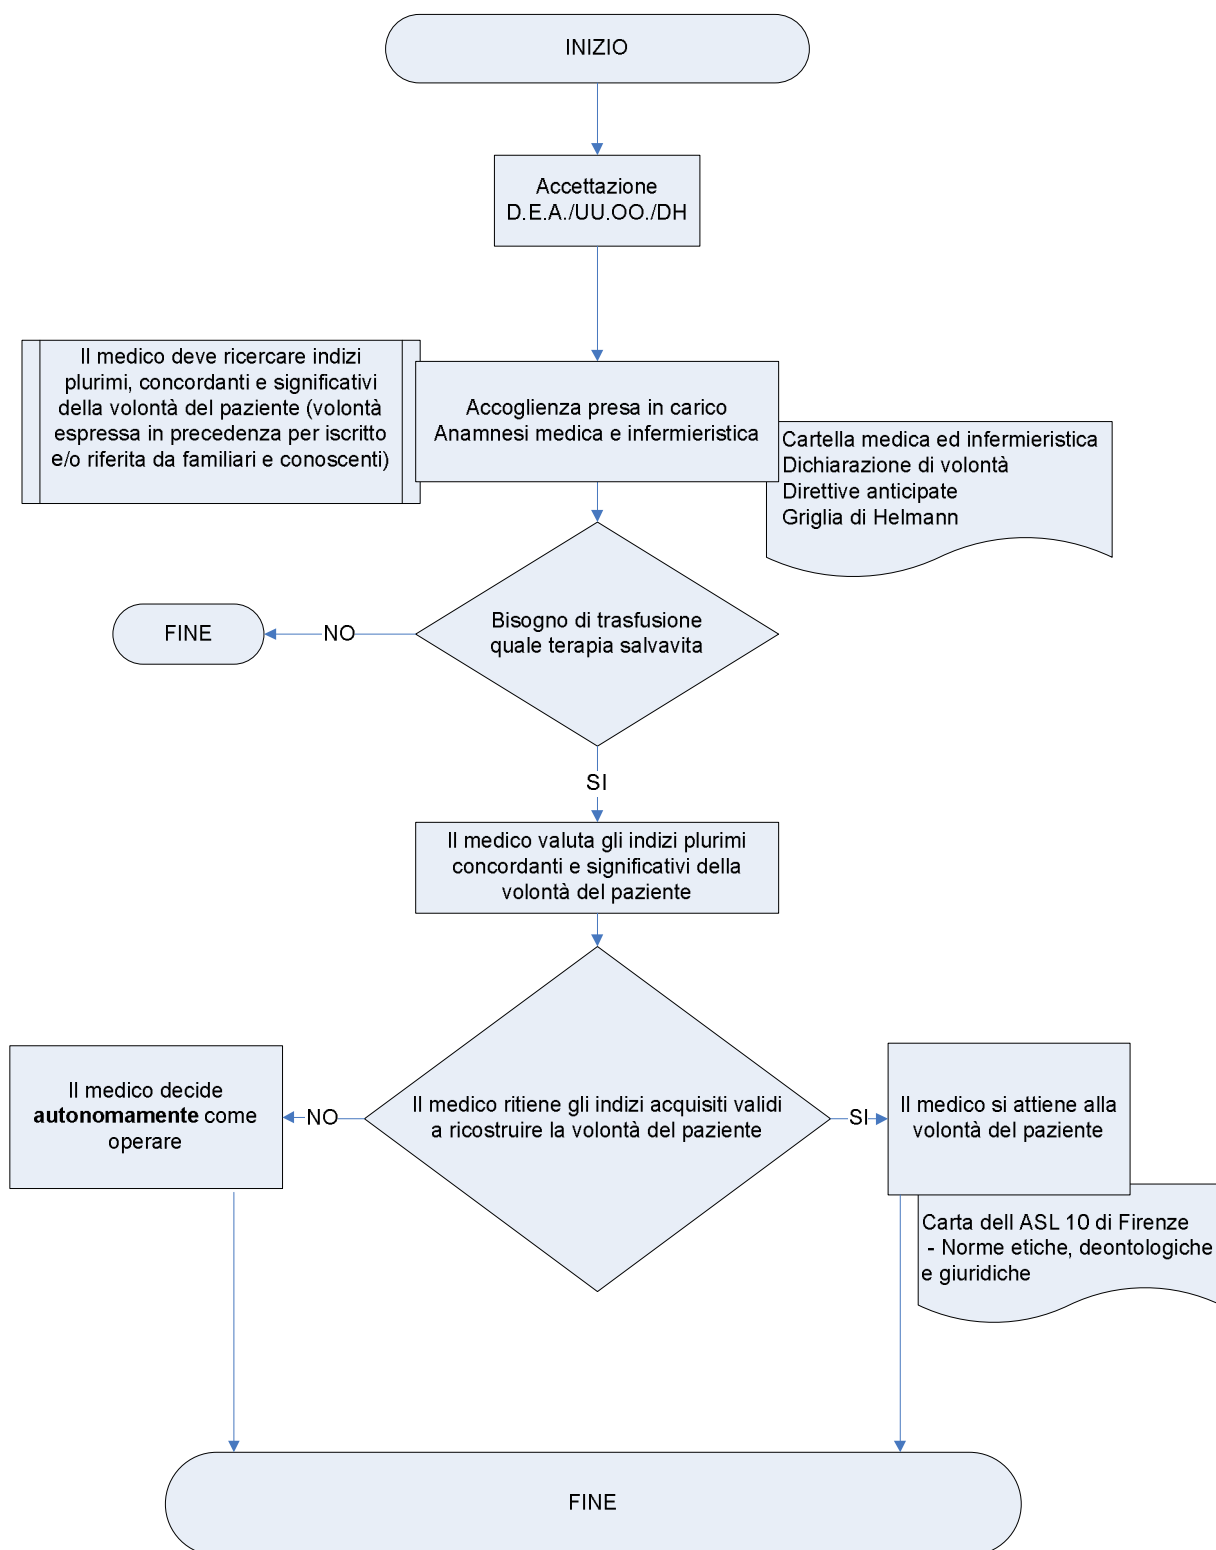 INIZIO
Accettazione
D.E.A./UU.OO./DH
Il medico deve ricercare indizi
plurimi, concordanti e significativi
della volontà del paziente (volontà
espressa in precedenza per iscritto
e/o riferita da familiari e conoscenti)
Accoglienza presa in carico
Anamnesi medica e infermieristica
Cartella medica ed infermieristica
Dichiarazione di volontà
Direttive anticipate
Griglia di Helmann
Bisogno di trasfusione
quale terapia salvavita
NO
FINE
SI
Il medico valuta gli indizi plurimi
concordanti e significativi della
volontà del paziente
Il medico ritiene gli indizi acquisiti validi
a ricostruire la volontà del paziente
NO
Il medico decide
autonomamente come
operare
SI
Il medico si attiene alla
volontà del paziente
Carta dell ASL 10 di Firenze
- Norme etiche, deontologiche
e giuridiche
FINE